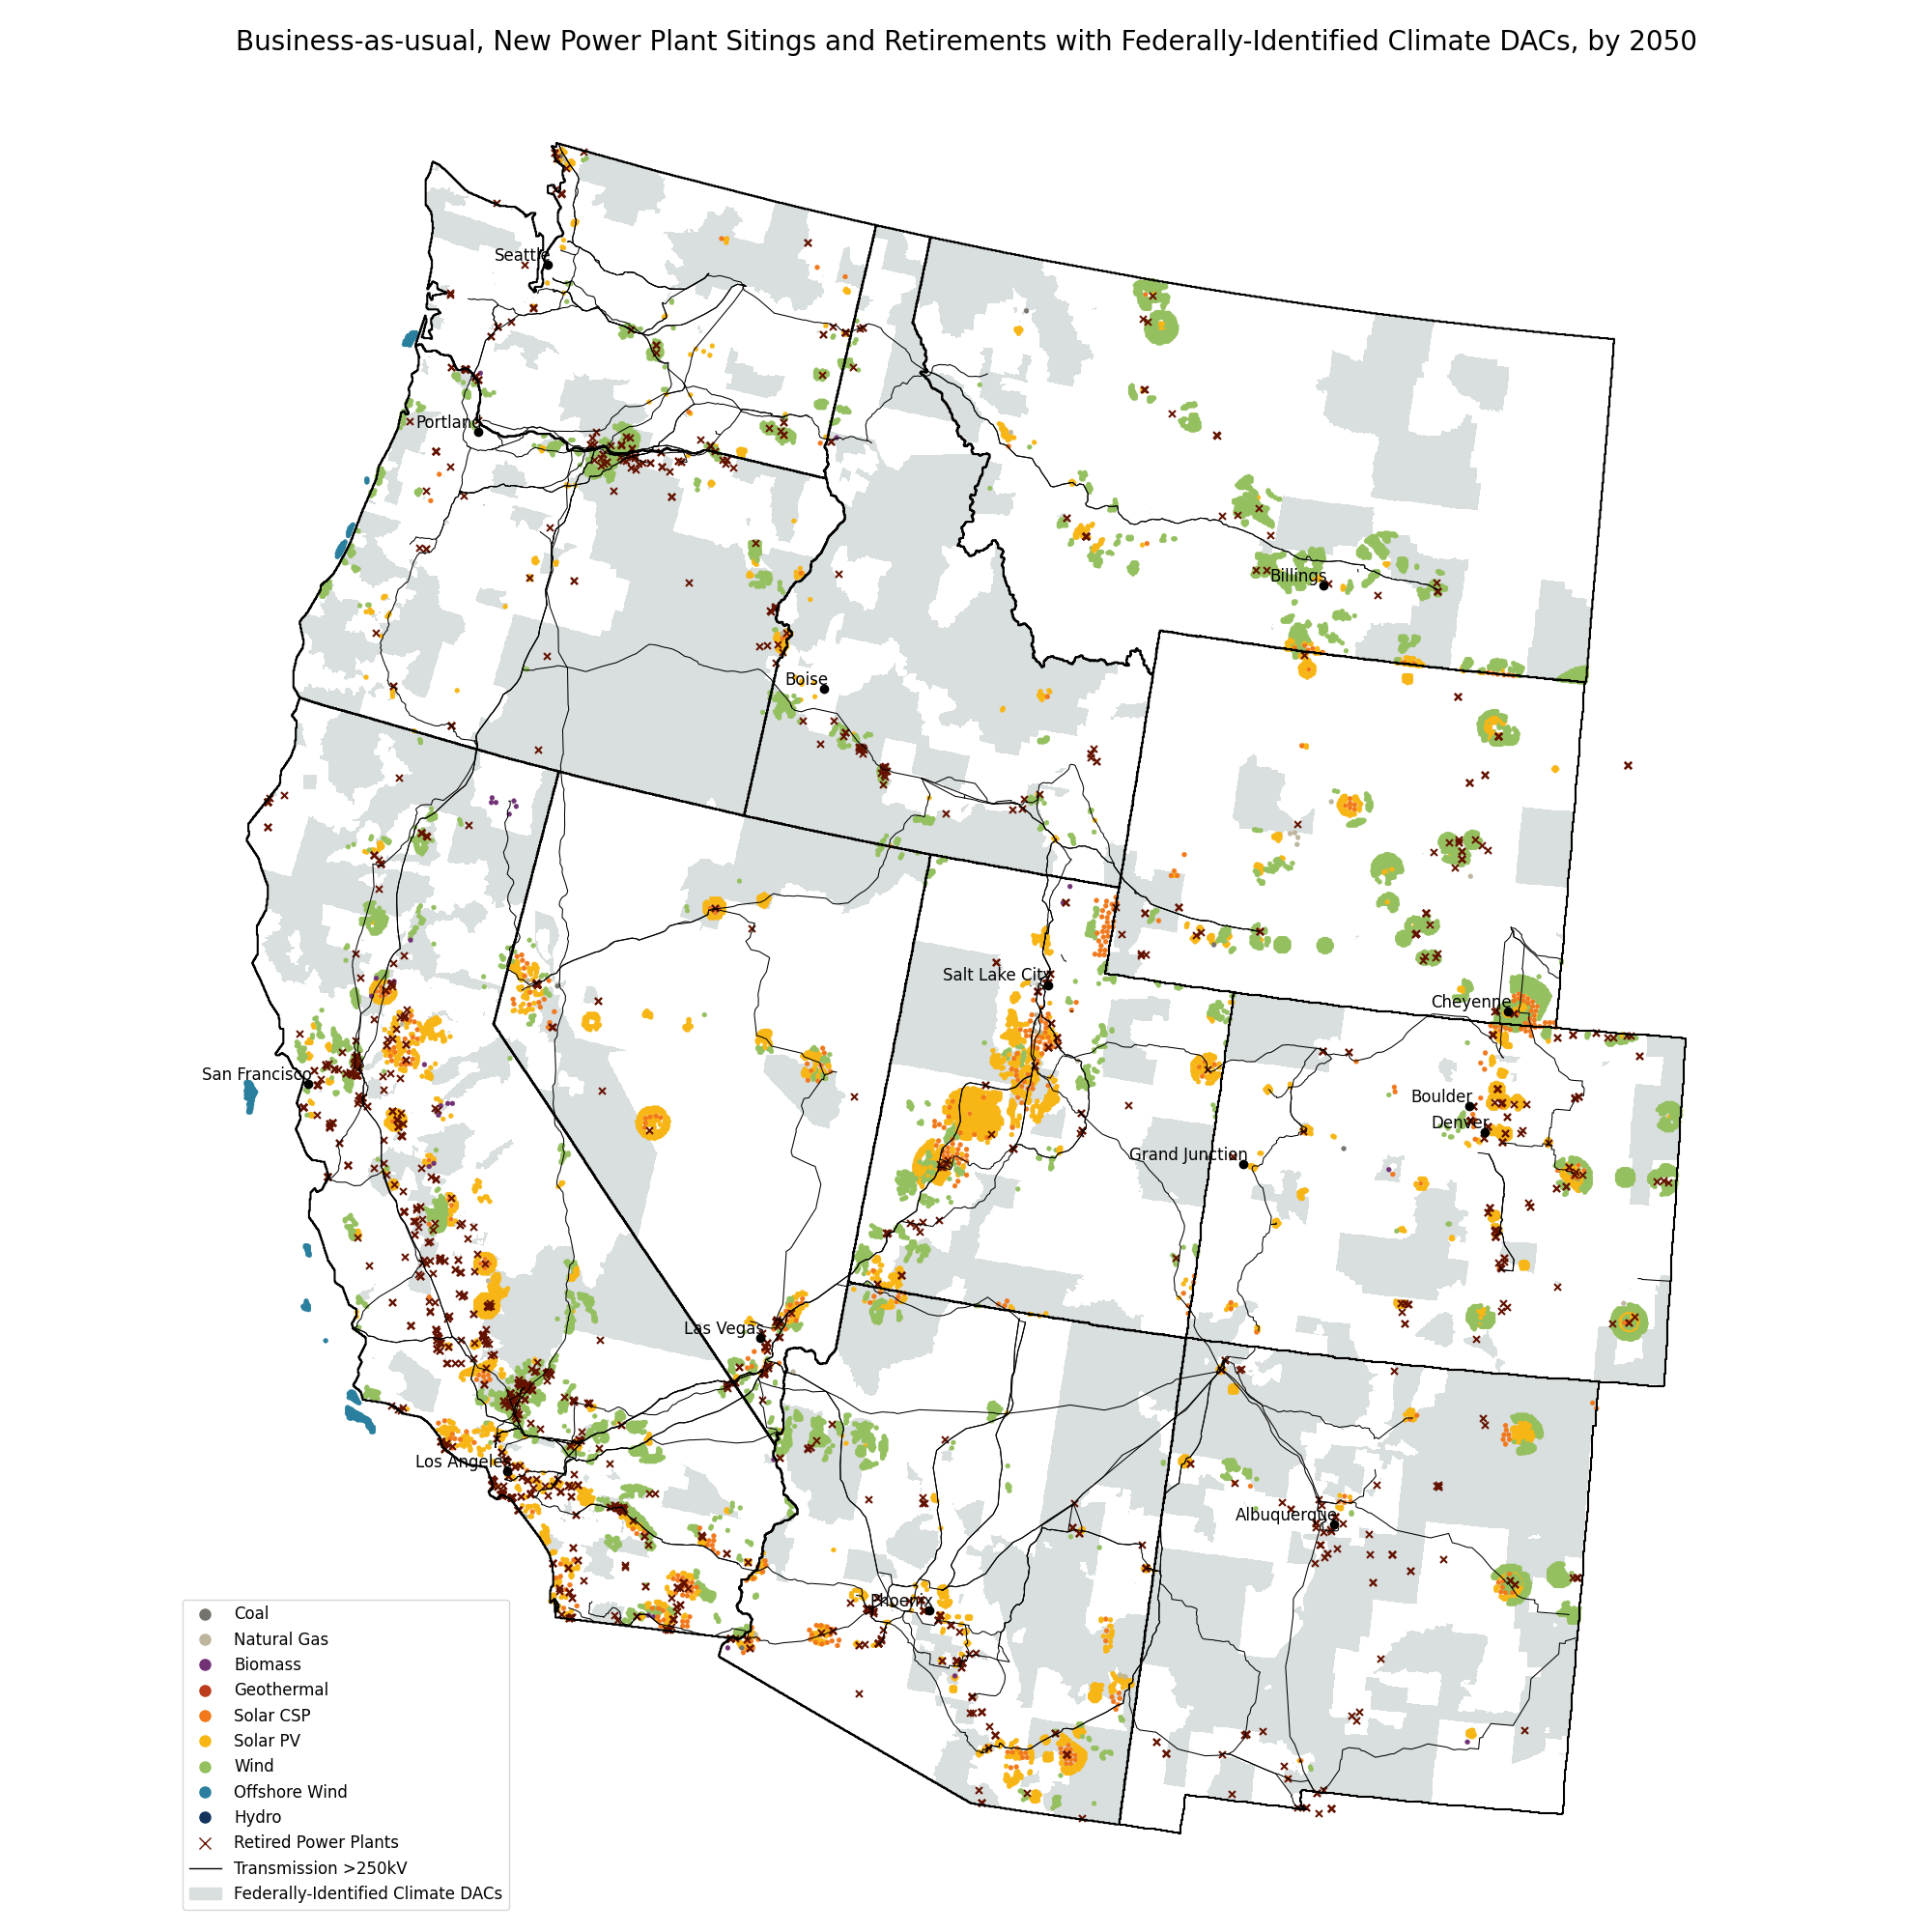 Business-as-usual, New Power Plant Sitings and Retirements with Federally-Identified Climate DACs, by 2050
Seattle
Portland
Billings
Boise
Salt Lake City
Cheyenne
San Francisco
Boulder
Denver
Grand Junction
Las Vegas
Los Angeles
Albuquerque
Phoenix
Coal
Natural Gas
Biomass
Geothermal
Solar CSP
Solar PV
Wind
Offshore Wind
Hydro
Retired Power Plants
Transmission >250kV
Federally-Identified Climate DACs